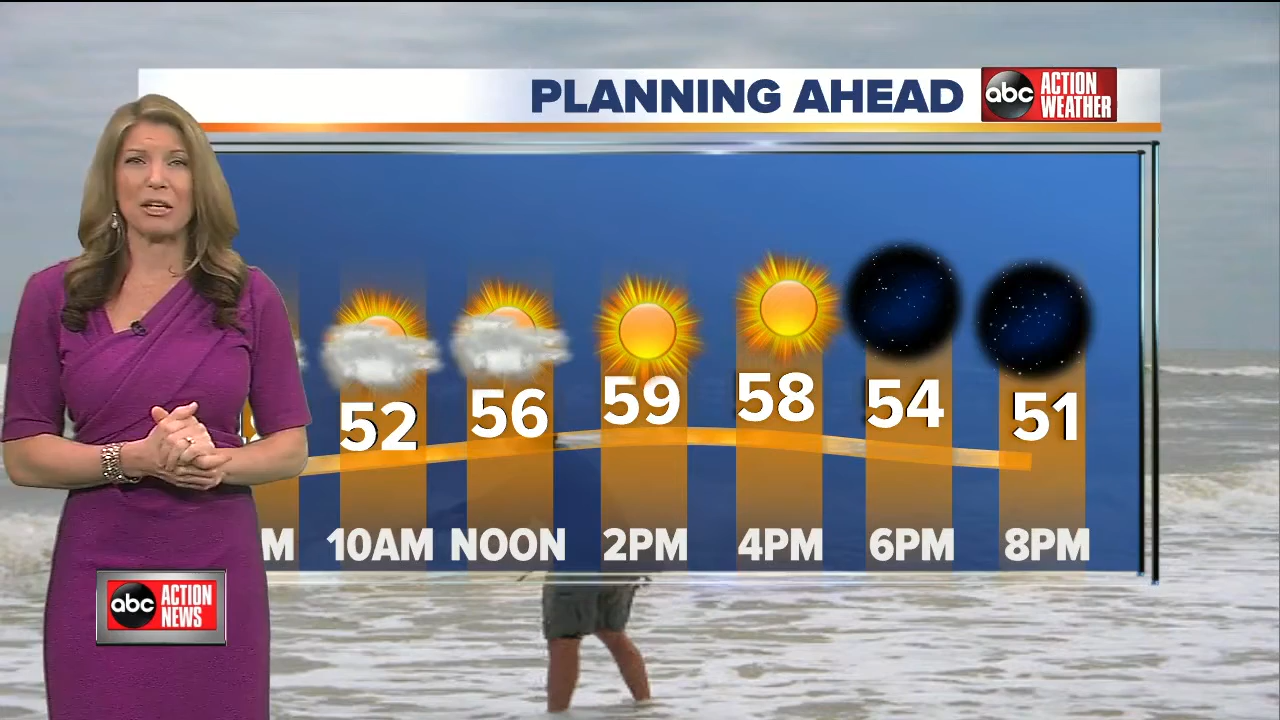 PLANNING AHEAD
abc ACTION WEATHER
52 56 59 58 54 51
M 10AM NOON 2PM 4PM 6PM 8PM
abc ACTION NEWS